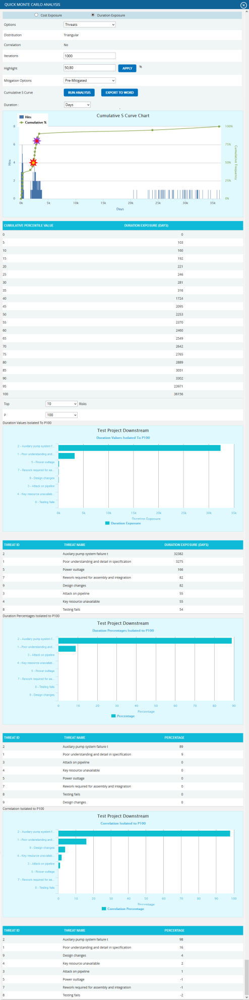 QUICK MONTE CARLO ANALYSIS
Cost Exposure Duration Exposure
Options Threats
Distribution Triangular
Correlation No
Iterations 1000
Highlight 50,80 APPLY %
Mitigation Options Pre-Mitigated
Cumulative S Curve RUN ANALYSIS EXPORT TO WORD
Duration : Days
Cumulative S Curve Chart
Hits
Cumulative %
8 100%
6 75%
4 50%
2 25%
0 0%
Hits
Cumulative Frequency
0k 5k 10k 15k 20k 25k 30k 35k
Days
CUMULATIVE PERCENTILE VALUE DURATION EXPOSURE (DAYS)
0 0
5 103
10 160
15 192
20 221
25 246
30 281
35 316
40 1724
45 2095
50 2253
55 2370
60 2460
65 2549
70 2642
75 2765
80 2889
85 3051
90 3302
95 23971
100 36156
Top 10 Risks
P 100
Duration Values Isolated To P100
Test Project Downstream
Duration Values Isolated To P100
2 - Auxilary pump system f...
1 - Poor understanding and...
5 - Power outtage
7 - Rework required for as...
9 - Design changes
3 - Attack on pipeline
4 - Key resource unavailab...
8 - Testing fails
0k 5k 10k 15k 20k 25k 30k 35k
Duration Exposure
Duration Exposure
THREAT ID THREAT NAME DURATION EXPOSURE (DAYS)
2 Auxilary pump system failure t 32382
1 Poor understanding and detail in specification 3275
5 Power outtage 166
7 Rework required for assembly and integration 82
9 Design changes 82
3 Attack on pipeline 55
4 Key resource unavailable 55
8 Testing fails 54
Duration Percentages Isolated to P100
Test Project Downstream
Duration Percentages Isolated to P100
2 - Auxilary pump system f...
1 - Poor understanding and...
3 - Attack on pipeline
4 - Key resource unavailab...
5 - Power outtage
7 - Rework required for as...
8 - Testing fails
9 - Design changes
0 10 20 30 40 50 60 70 80 90
Percentage
Percentage
THREAT ID THREAT NAME PERCENTAGE
2 Auxilary pump system failure t 89
1 Poor understanding and detail in specification 9
3 Attack on pipeline 0
4 Key resource unavailable 0
5 Power outtage 0
7 Rework required for assembly and integration 0
8 Testing fails 0
9 Design changes 0
Correlation Isolated to P100
Test Project Downstream
Correlation Isolated to P100
2 - Auxilary pump system f...
1 - Poor understanding and...
9 - Design changes
4 - Key resource unavailab...
3 - Attack on pipeline
5 - Power outtage
7 - Rework required for as...
8 - Testing fails
0 10 20 30 40 50 60 70 80 90 100
Percentage
Correlation Percentage
THREAT ID THREAT NAME PERCENTAGE
2 Auxilary pump system failure t 98
1 Poor understanding and detail in specification 16
9 Design changes 4
4 Key resource unavailable 2
3 Attack on pipeline 1
5 Power outtage -1
7 Rework required for assembly and integration -1
8 Testing fails -2